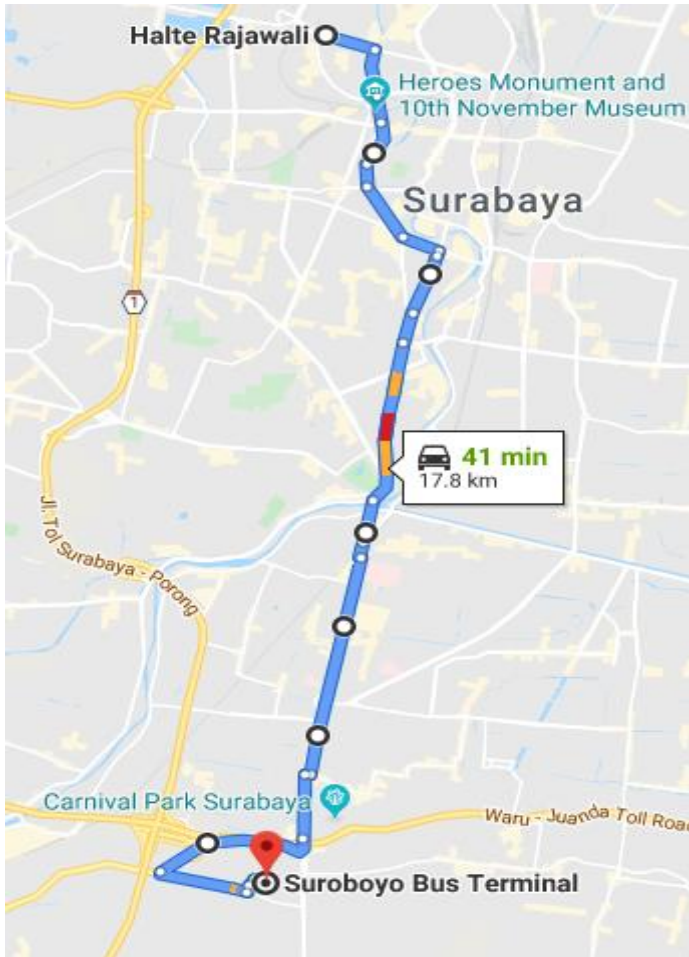 Halte Rajawali
Heroes Monument and
10th November Museum
Surabaya
1
41 min
17.8 km
Jl. Tol Surabaya - Porong
Carnival Park Surabaya
Waru - Juanda Toll Road
Suroboyo Bus Terminal